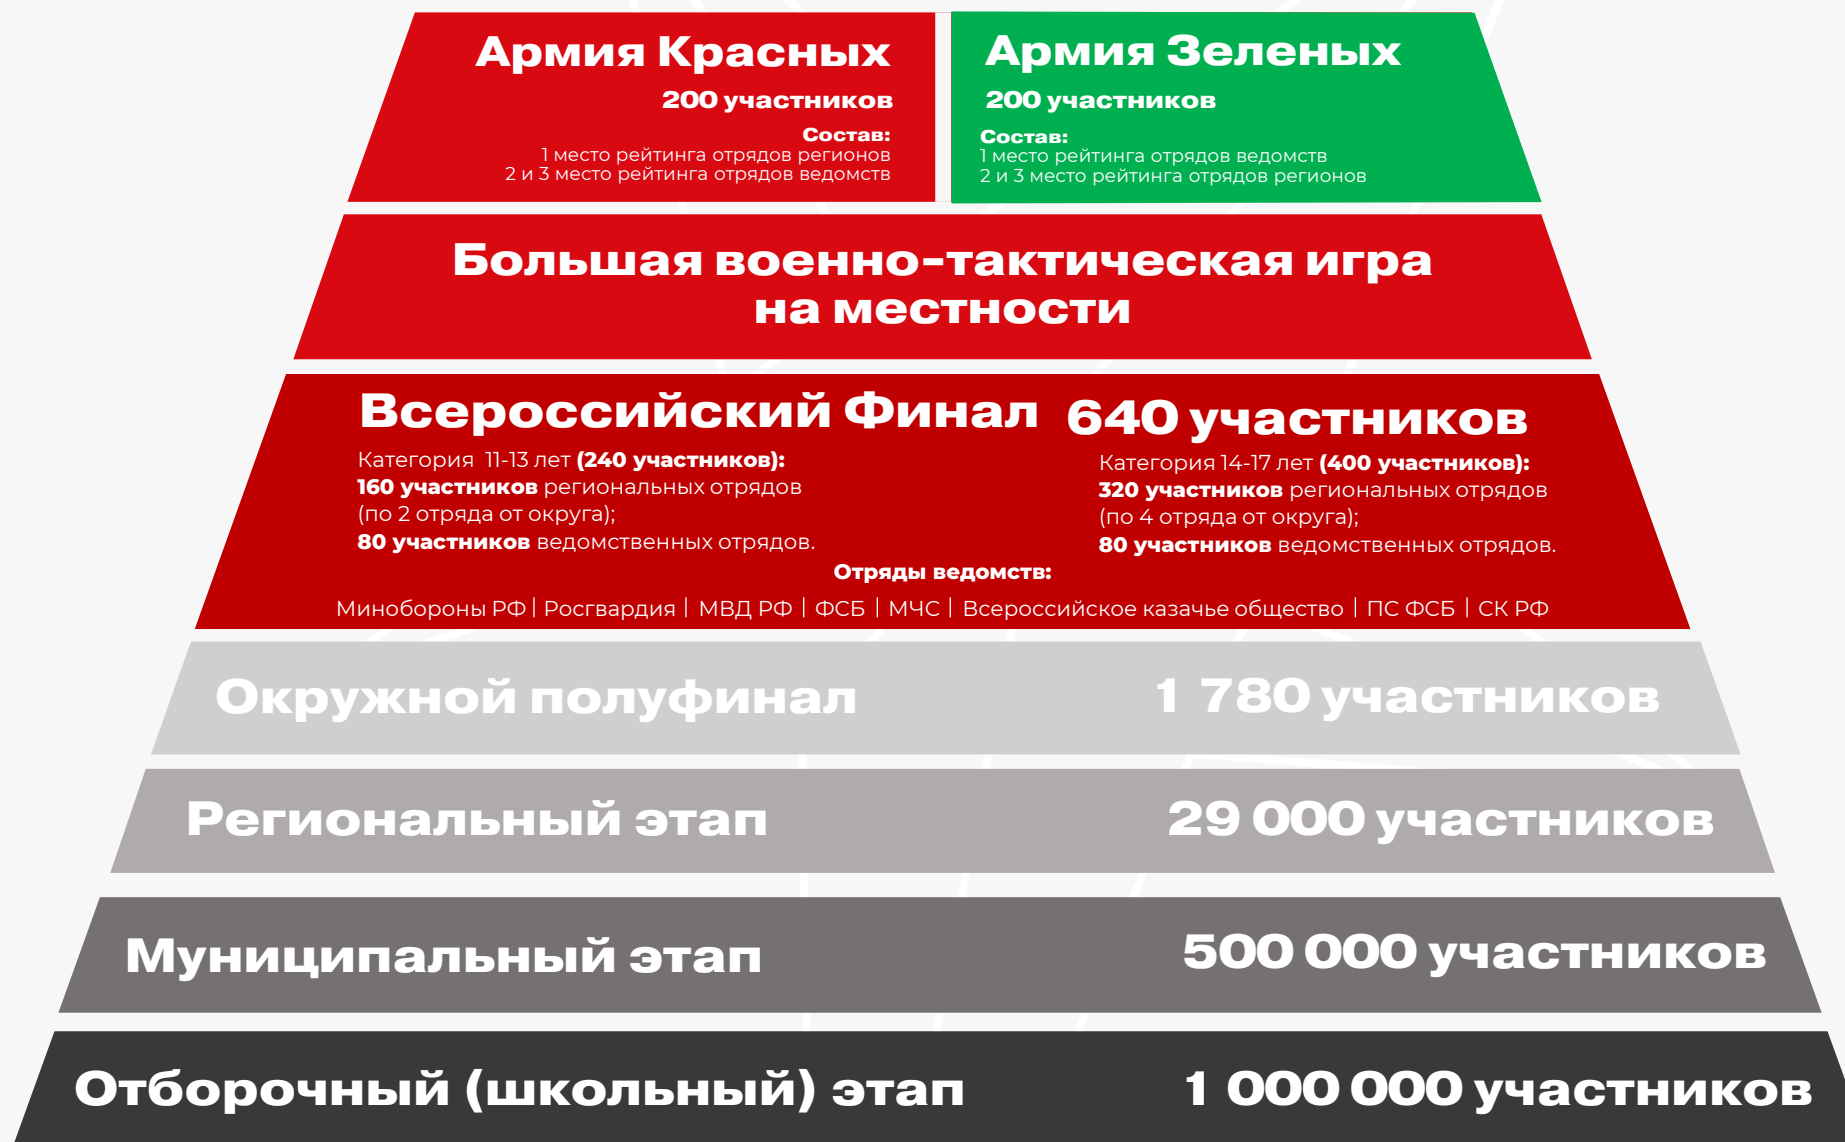 Армия Красных
200 участников
Состав:
1 место рейтинга отрядов регионов
2 и 3 место рейтинга отрядов ведомств
Армия Зеленых
200 участников
Состав:
1 место рейтинга отрядов ведомств
2 и 3 место рейтинга отрядов регионов
Большая военно-тактическая игра
на местности
Всероссийский Финал 640 участников
Категория 11-13 лет (240 участников):
160 участников региональных отрядов
(по 2 отряда от округа);
80 участников ведомственных отрядов.
Категория 14-17 лет (400 участников):
320 участников региональных отрядов
(по 4 отряда от округа);
80 участников ведомственных отрядов.
Отряды ведомств:
Минобороны РФ | Росгвардия | МВД РФ | ФСБ | МЧС | Всероссийское казачье общество | ПС ФСБ | СК РФ
Окружной полуфинал 1 780 участников
Региональный этап 29 000 участников
Муниципальный этап 500 000 участников
Отборочный (школьный) этап 1 000 000 участников